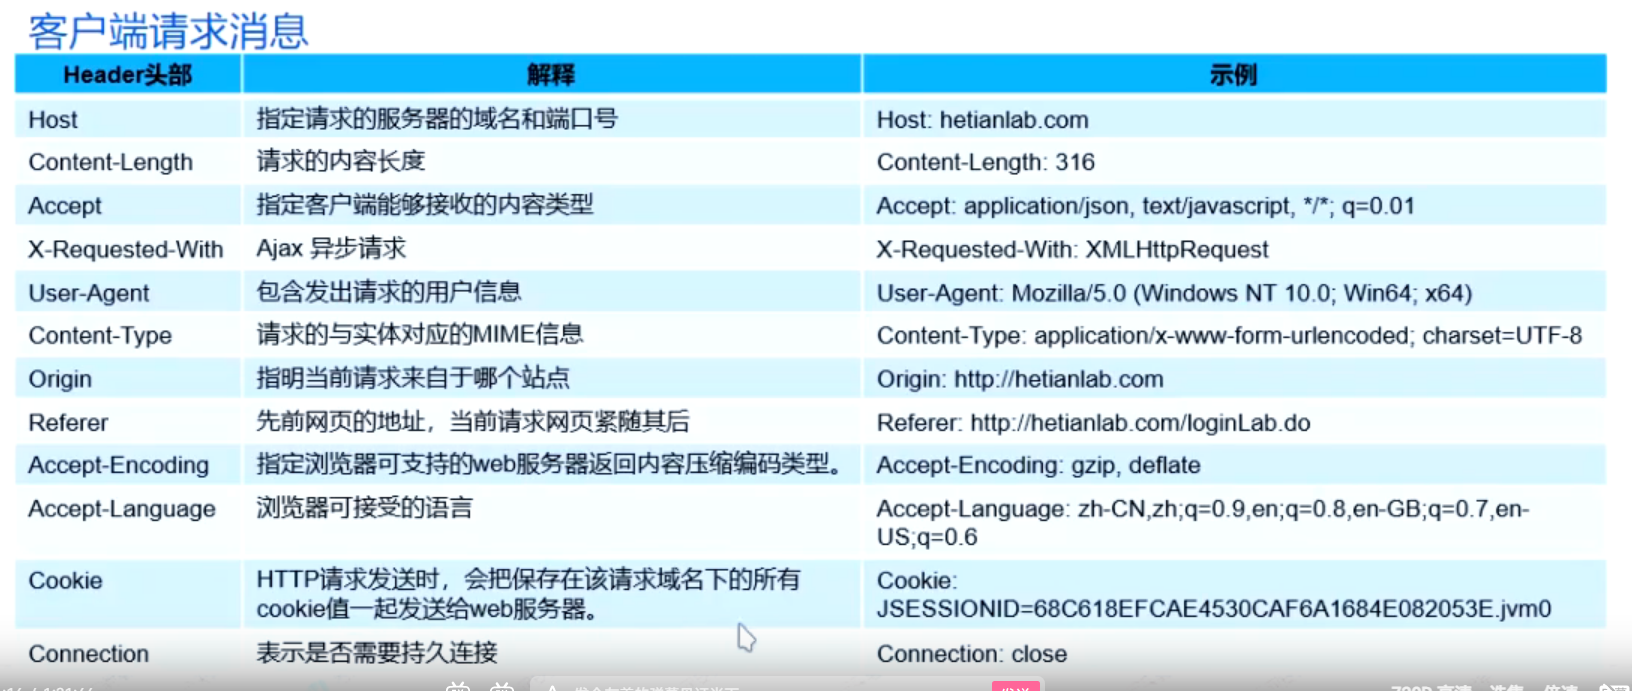 客户端请求消息
Header头部 解释 示例
Host 指定请求的服务器的域名和端口号 Host: hetianlab.com
Content-Length 请求的内容长度 Content-Length: 316
Accept 指定客户端能够接收的内容类型 Accept: application/json, text/javascript, */*; q=0.01
X-Requested-With Ajax 异步请求 X-Requested-With: XMLHttpRequest
User-Agent 包含发出请求的用户信息 User-Agent: Mozilla/5.0 (Windows NT 10.0; Win64; x64)
Content-Type 请求的与实体对应的MIME信息 Content-Type: application/x-www-form-urlencoded; charset=UTF-8
Origin 指明当前请求来自于哪个站点 Origin: http://hetianlab.com
Referer 先前网页的地址，当前请求网页紧随其后 Referer: http://hetianlab.com/loginLab.do
Accept-Encoding 指定浏览器可支持的web服务器返回内容压缩编码类型。 Accept-Encoding: gzip, deflate
Accept-Language 浏览器可接受的语言 Accept-Language: zh-CN,zh;q=0.9,en;q=0.8,en-GB;q=0.7,en-
US;q=0.6
Cookie HTTP请求发送时，会把保存在该请求域名下的所有 Cookie:
cookie值一起发送给web服务器。 JSESSIONID=68C618EFCAE4530CAF6A1684E082053E.jvm0
Connection 表示是否需要持久连接 Connection: close